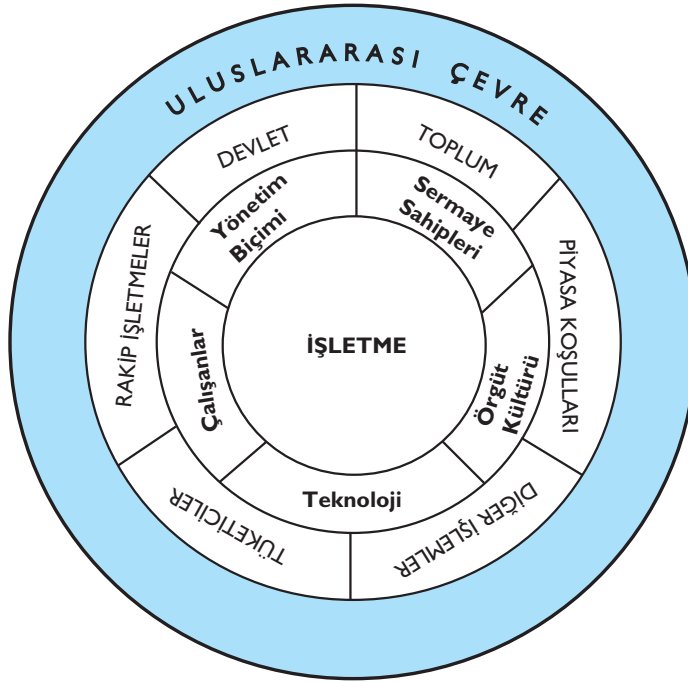 ULUSLARARASI ÇEVRE
DEVLET
TOPLUM
Yönetim
Biçimi
Sermaye
Sahipleri
RAKİP İŞLETMELER
PİYASA KOŞULLARI
Çalışanlar
İŞLETME
Örgüt
Kültürü
Teknoloji
TÜKETİCİLER
DİĞER İŞLEMLER